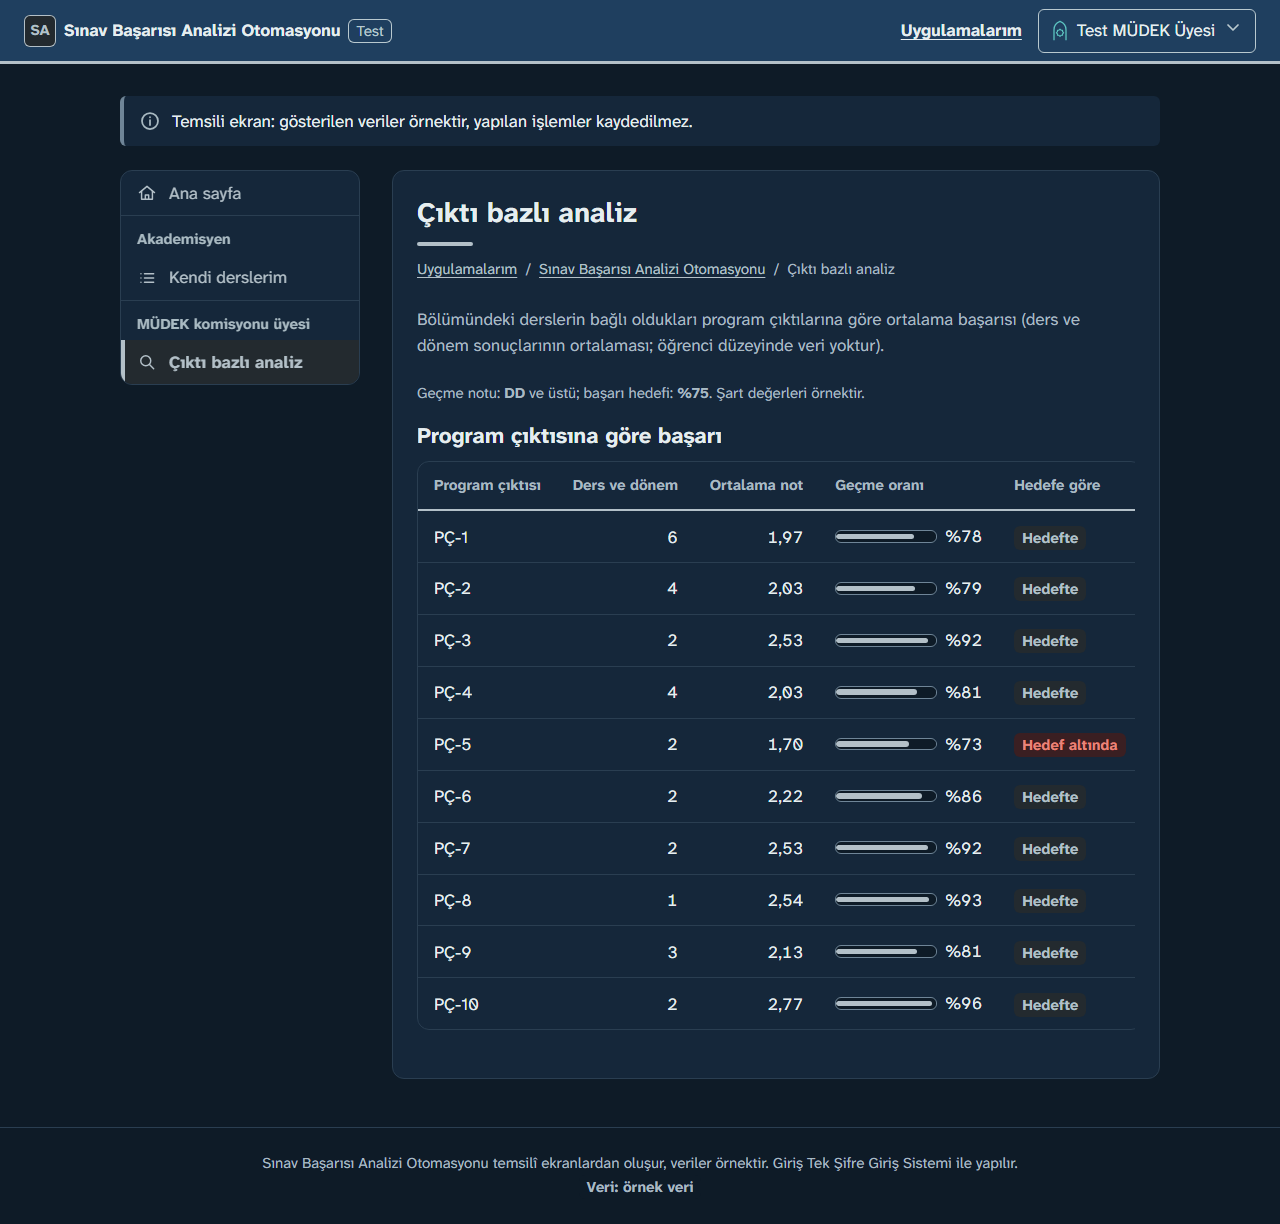 SA Sınav Başarısı Analizi Otomasyonu Test
Uygulamalarım Test MÜDEK Üyesi
Temsili ekran: gösterilen veriler örnektir, yapılan işlemler kaydedilmez.
Ana sayfa
Akademisyen
Kendi derslerim
MÜDEK komisyonu üyesi
Çıktı bazlı analiz
Çıktı bazlı analiz
Uygulamalarım / Sınav Başarısı Analizi Otomasyonu / Çıktı bazlı analiz
Bölümündeki derslerin bağlı oldukları program çıktılarına göre ortalama başarısı (ders ve
dönem sonuçlarının ortalaması; öğrenci düzeyinde veri yoktur).
Geçme notu: DD ve üstü; başarı hedefi: %75. Şart değerleri örnektir.
Program çıktısına göre başarı
Program çıktısı Ders ve dönem Ortalama not Geçme oranı Hedefe göre
PÇ-1 6 1,97 %78 Hedefte
PÇ-2 4 2,03 %79 Hedefte
PÇ-3 2 2,53 %92 Hedefte
PÇ-4 4 2,03 %81 Hedefte
PÇ-5 2 1,70 %73 Hedef altında
PÇ-6 2 2,22 %86 Hedefte
PÇ-7 2 2,53 %92 Hedefte
PÇ-8 1 2,54 %93 Hedefte
PÇ-9 3 2,13 %81 Hedefte
PÇ-10 2 2,77 %96 Hedefte
Sınav Başarısı Analizi Otomasyonu temsilî ekranlardan oluşur, veriler örnektir. Giriş Tek Şifre Giriş Sistemi ile yapılır.
Veri: örnek veri